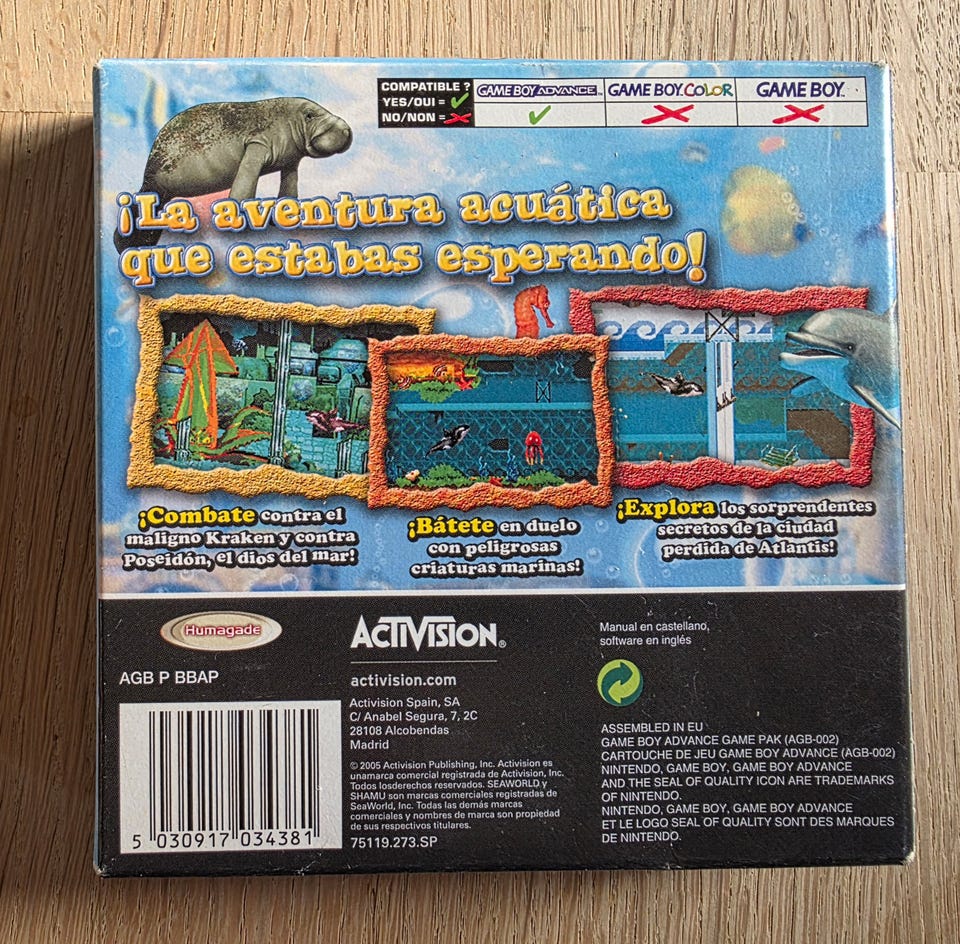 COMPATIBLE ?
YES/OUI =
NO/NON =
GAME BOY ADVANCE™
GAME BOY COLOR
GAME BOY™
¡La aventura acuática
que estabas esperando!
¡Combate contra el
maligno Kraken y contra
Poseidón, el dios del mar!
¡Bátete en duelo
con peligrosas
criaturas marinas!
¡Explora los sorprendentes
secretos de la ciudad
perdida de Atlantis!
Humagade
AGB P BBAP
5 030917 034381
ACTIVISION®
activision.com
Activision Spain, SA
C/ Anabel Segura, 7, 2C
28108 Alcobendas
Madrid
© 2005 Activision Publishing, Inc. Activision es
unamarca comercial registrada de Activision, Inc.
Todos losderechos reservados. SEAWORLD y
SHAMU son marcas comerciales registradas de
SeaWorld, Inc. Todas las demás marcas
comerciales y nombres de marca son propiedad
de sus respectivos titulares.
75119.273.SP
Manual en castellano,
software en inglés
ASSEMBLED IN EU
GAME BOY ADVANCE GAME PAK (AGB-002)
CARTOUCHE DE JEU GAME BOY ADVANCE (AGB-002)
NINTENDO, GAME BOY, GAME BOY ADVANCE
AND THE SEAL OF QUALITY ICON ARE TRADEMARKS
OF NINTENDO.
NINTENDO, GAME BOY, GAME BOY ADVANCE
ET LE LOGO SEAL OF QUALITY SONT DES MARQUES
DE NINTENDO.